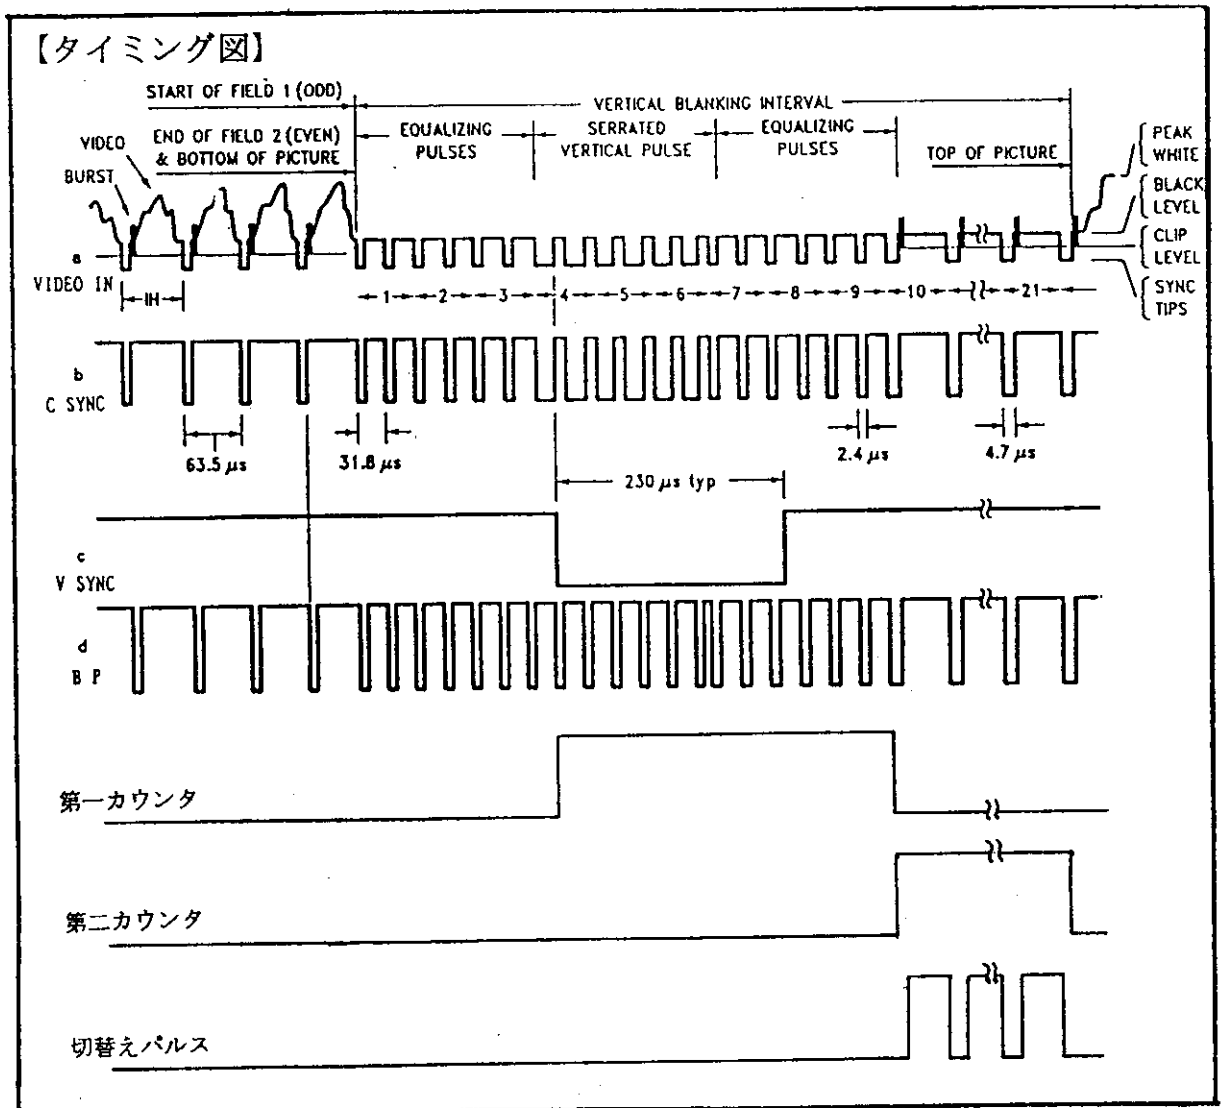 【タイミング図】
START OF FIELD 1 (ODD)
VERTICAL BLANKING INTERVAL
END OF FIELD 2 (EVEN)
& BOTTOM OF PICTURE
EQUALIZING
PULSES
SERRATED
VERTICAL PULSE
EQUALIZING
PULSES
TOP OF PICTURE
VIDEO
BURST
PEAK
WHITE
BLACK
LEVEL
CLIP
LEVEL
SYNC
TIPS
a
VIDEO IN
1H
1 2 3 4 5 6 7 8 9 10 21
b
C SYNC
63.5 µs
31.8 µs
2.4 µs
4.7 µs
230 µs typ
c
V SYNC
d
B P
第一カウンタ
第二カウンタ
切替えパルス